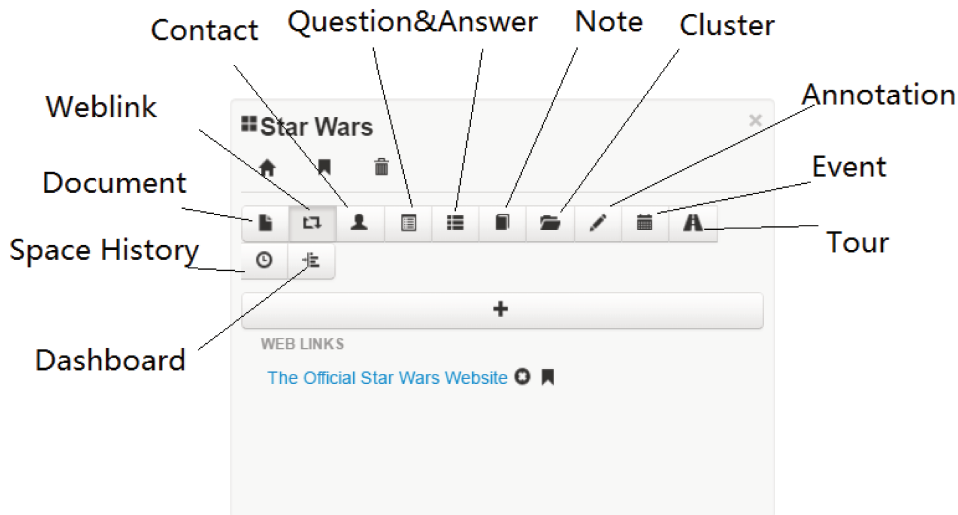 Contact
Question&Answer
Note
Cluster
Weblink
Annotation
Star Wars
×
Document
Event
Space History
Tour
+
Dashboard
WEB LINKS
The Official Star Wars Website